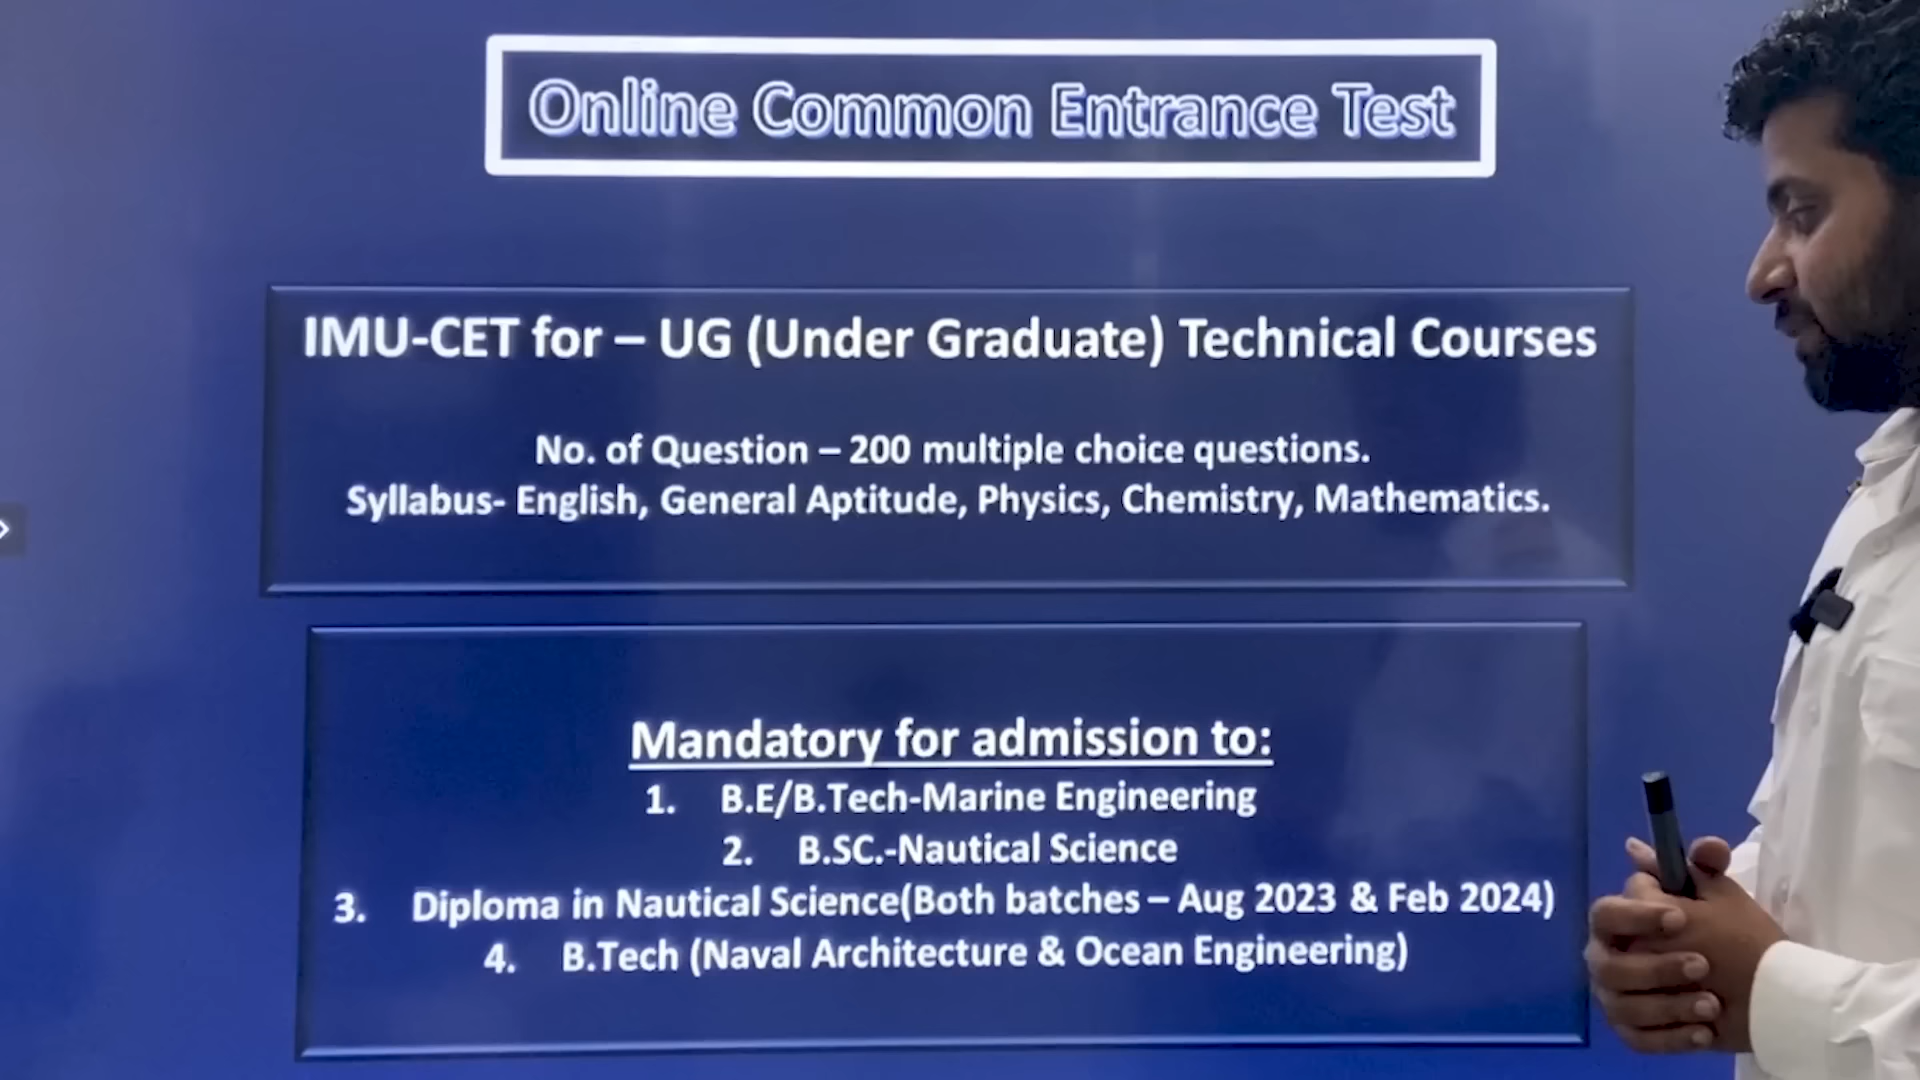 Online Common Entrance Test
IMU-CET for – UG (Under Graduate) Technical Courses
No. of Question – 200 multiple choice questions.
Syllabus- English, General Aptitude, Physics, Chemistry, Mathematics.
Mandatory for admission to:
1. B.E/B.Tech-Marine Engineering
2. B.SC.-Nautical Science
3. Diploma in Nautical Science(Both batches – Aug 2023 & Feb 2024)
4. B.Tech (Naval Architecture & Ocean Engineering)